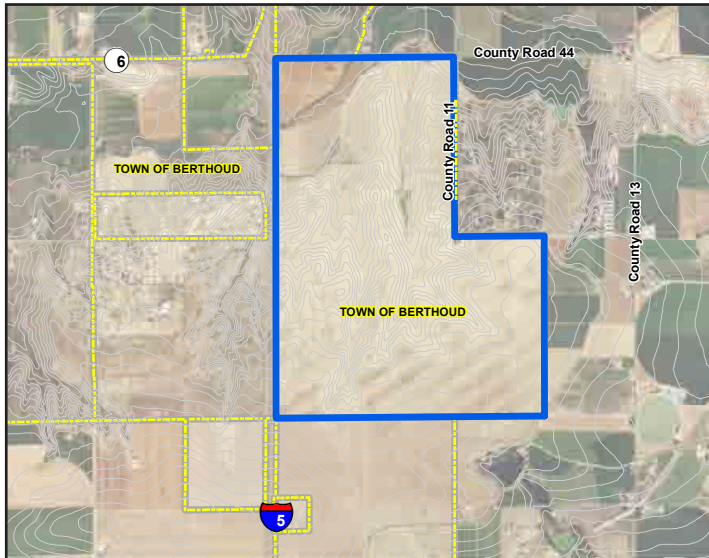 County Road 44
6
County Road 11
TOWN OF BERTHOUD
County Road 13
TOWN OF BERTHOUD
5